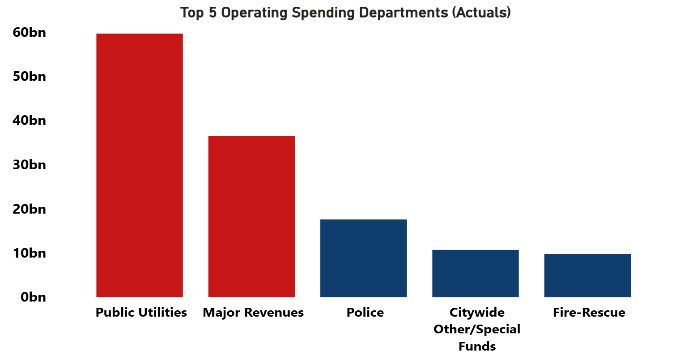 Top 5 Operating Spending Departments (Actuals)
60bn
50bn
40bn
30bn
20bn
10bn
0bn
Public Utilities
Major Revenues
Police
Citywide
Other/Special
Funds
Fire-Rescue